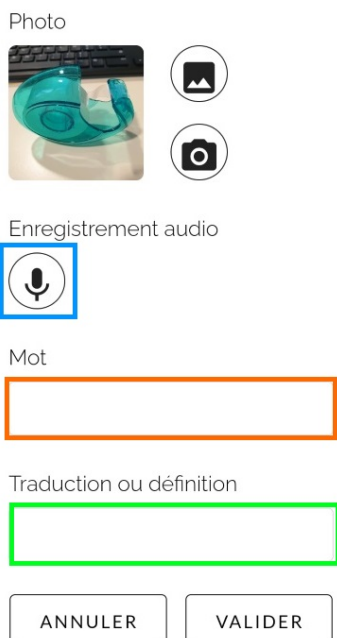 Photo
Enregistrement audio
Mot
Traduction ou définition
ANNULER VALIDER